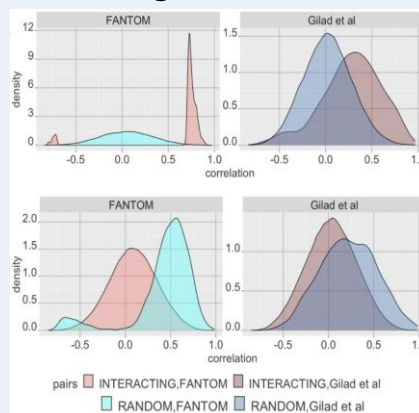 FANTOM Gilad et al
12 1.5
9 1.0
6
3 0.5
0 0.0
density density
-0.5 0.0 0.5 1.0 -0.5 0.0 0.5 1.
correlation correlation
FANTOM Gilad et al
2.0
1.5 1.0
1.0
0.5 0.5
0.0 0.0
density density
-0.5 0.0 0.5 1.0 -0.5 0.0 0.5 1.
correlation correlation
pairs INTERACTING,FANTOM INTERACTING,Gilad et al
RANDOM,FANTOM RANDOM,Gilad et al